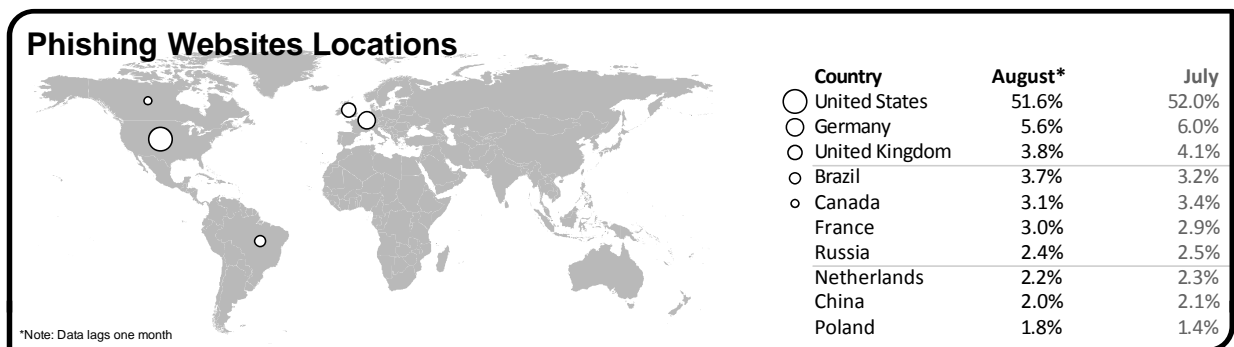 Phishing Websites Locations
Country August* July
United States 51.6% 52.0%
Germany 5.6% 6.0%
United Kingdom 3.8% 4.1%
Brazil 3.7% 3.2%
Canada 3.1% 3.4%
France 3.0% 2.9%
Russia 2.4% 2.5%
Netherlands 2.2% 2.3%
China 2.0% 2.1%
Poland 1.8% 1.4%
*Note: Data lags one month